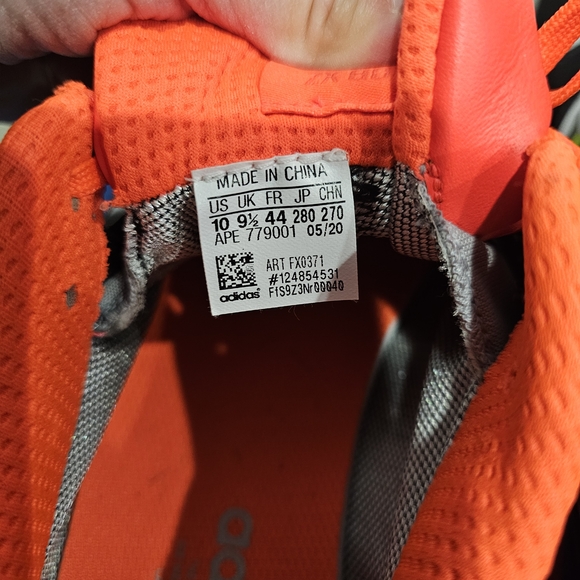 MADE IN CHINA
US UK FR JP CHN
10 9½ 44 280 270
APE 779001 05/20
ART FX0371
#124854531
adidas F1S9Z3Nr00040